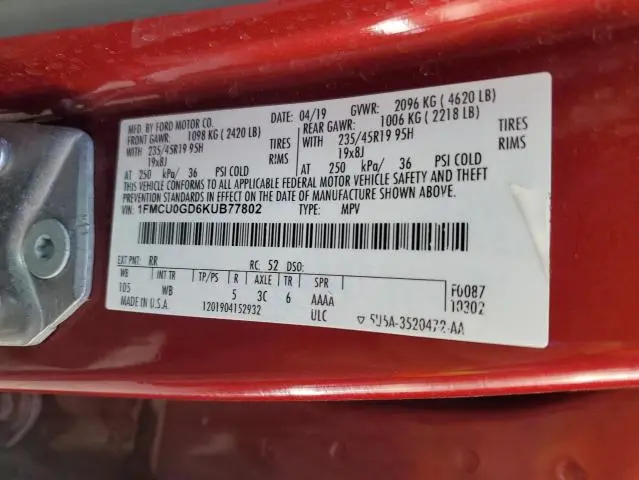 MFD. BY FORD MOTOR CO. 04/19 GVWR: 2096 KG ( 4620 LB)
FRONT GAWR: 1098 KG ( 2420 LB) REAR GAWR: 1006 KG ( 2218 LB)
WITH 235/45R19 95H TIRES WITH 235/45R19 95H TIRES
19x8J RIMS 19x8J RIMS
AT 250 kPa/ 36 PSI COLD AT 250 kPa/ 36 PSI COLD
THIS VEHICLE CONFORMS TO ALL APPLICABLE FEDERAL MOTOR VEHICLE SAFETY AND THEFT
PREVENTION STANDARDS IN EFFECT ON THE DATE OF MANUFACTURE SHOWN ABOVE.
VIN: 1FMCU0GD6KUB77802 TYPE: MPV
EXT PNT: RR RC: 52 DSO:
WB INT TR TP/PS R AXLE TR SPR F0087
105 WB 5 3C 6 AAAA 10302
MADE IN U.S.A. 1201904152932 ULC ▽ 5U5A-3520472-AA